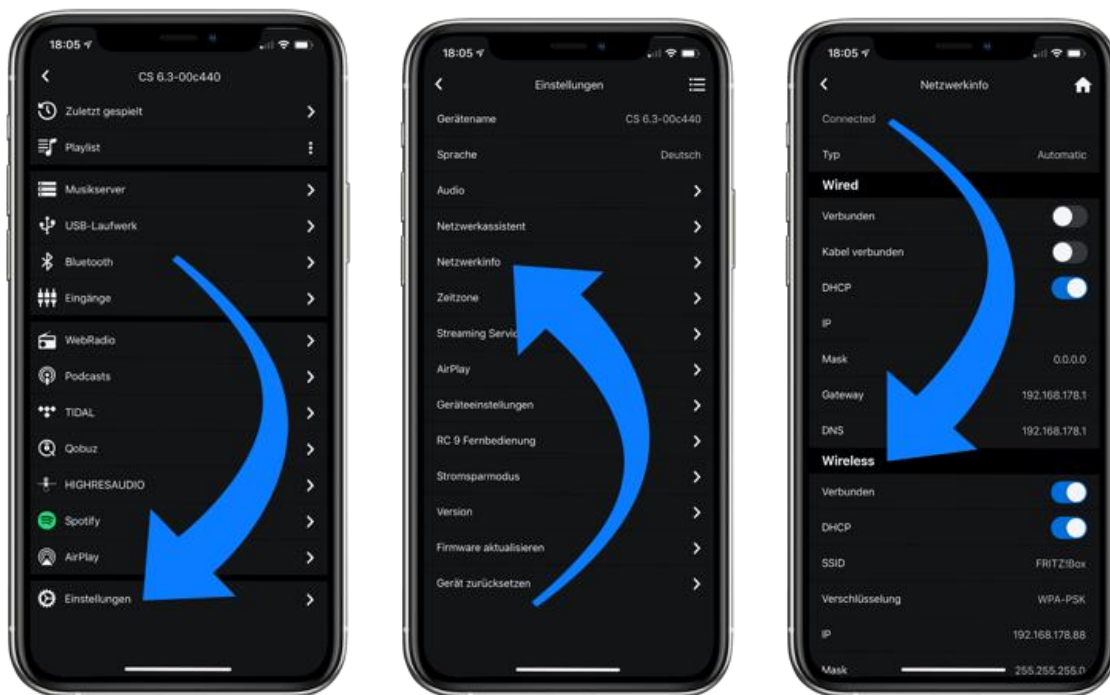 18:05
CS 6.3-00c440
Zuletzt gespielt
Playlist
Musikserver
USB-Laufwerk
Bluetooth
Eingänge
WebRadio
Podcasts
TIDAL
Qobuz
HIGHRESAUDIO
Spotify
AirPlay
Einstellungen
18:05
Einstellungen
Gerätename CS 6.3-00c440
Sprache Deutsch
Audio
Netzwerkassistent
Netzwerkinfo
Zeitzone
Streaming
AirPlay
Geräteeinstellungen
RC 9 Fernbedienung
Stromsparmodus
Version
Firmware aktualisieren
Gerät zurücksetzen
18:05
Netzwerkinfo
Connected
Typ Automatic
Wired
Verbunden
Kabel verbunden
DHCP
IP
Mask 0.0.0.0
Gateway 192.168.178.1
DNS 192.168.178.1
Wireless
Verbunden
DHCP
SSID FRITZ!Box
Verschlüsselung WPA-PSK
IP 192.168.178.88
Mask 255.255.255.0